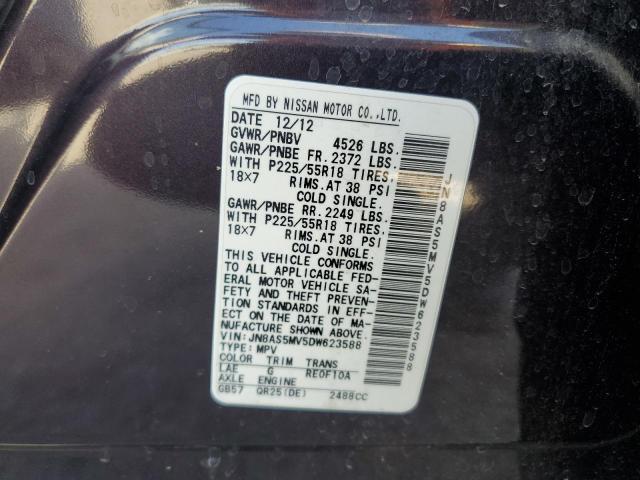 MFD BY NISSAN MOTOR CO.,LTD.
DATE 12/12
GVWR/PNBV 4526 LBS.
GAWR/PNBE FR. 2372 LBS.
WITH P225/55R18 TIRES.
18X7 RIMS. AT 38 PSI
COLD SINGLE.
GAWR/PNBE RR. 2249 LBS.
WITH P225/55R18 TIRES.
18X7 RIMS. AT 38 PSI
COLD SINGLE.
THIS VEHICLE CONFORMS
TO ALL APPLICABLE FED-
ERAL MOTOR VEHICLE SA-
FETY AND THEFT PREVEN-
TION STANDARDS IN EFF-
ECT ON THE DATE OF MA-
NUFACTURE SHOWN ABOVE.
VIN: JN8AS5MV5DW623588
TYPE: MPV
COLOR TRIM TRANS
LAE G RE0F10A
AXLE ENGINE
GB57 QR25(DE) 2488CC
JN8AS5MV5DW623588